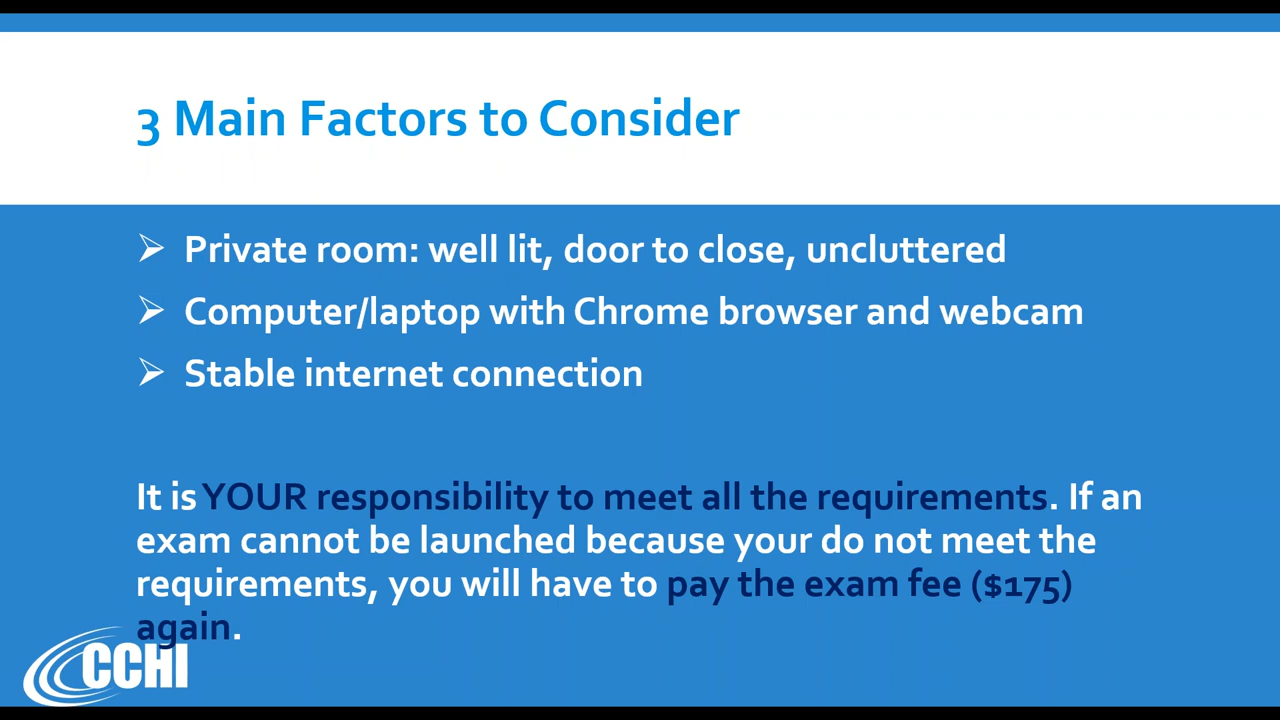 3 Main Factors to Consider
Private room: well lit, door to close, uncluttered
Computer/laptop with Chrome browser and webcam
Stable internet connection
It is YOUR responsibility to meet all the requirements. If an
exam cannot be launched because your do not meet the
requirements, you will have to pay the exam fee ($175)
again.
CCHI